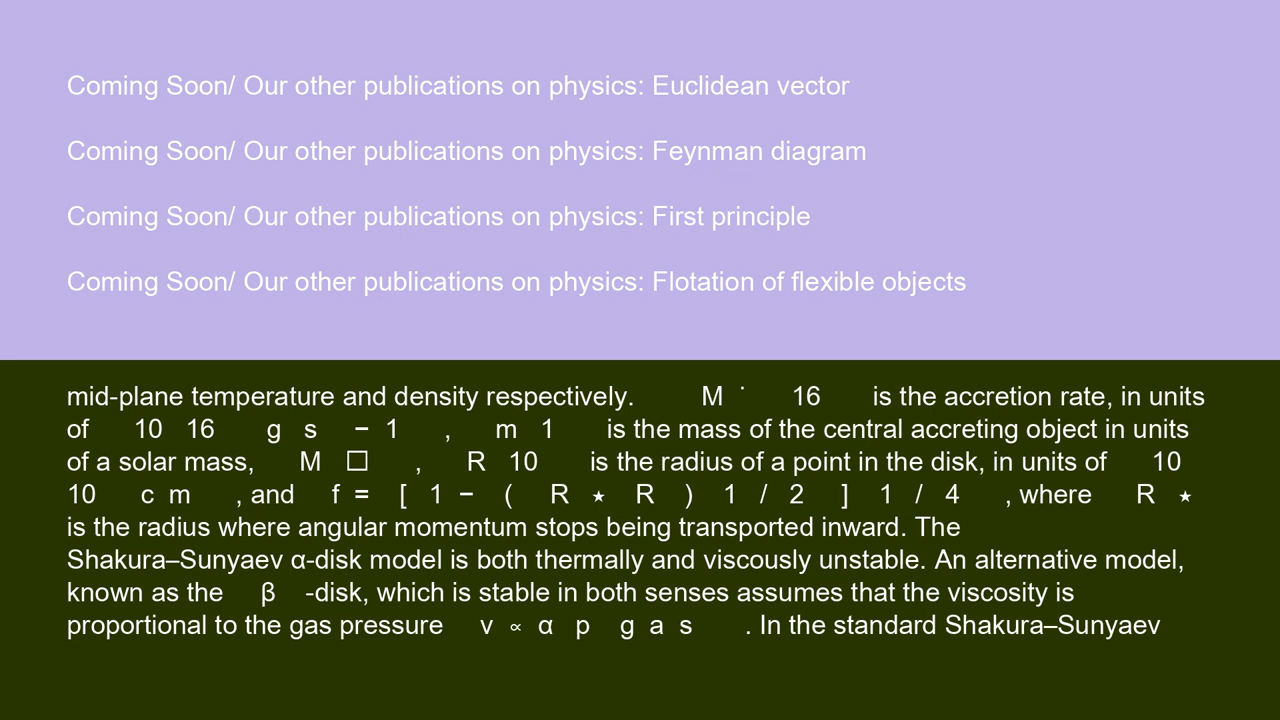 Coming Soon/ Our other publications on physics: Euclidean vector
Coming Soon/ Our other publications on physics: Feynman diagram
Coming Soon/ Our other publications on physics: First principle
Coming Soon/ Our other publications on physics: Flotation of flexible objects
mid-plane temperature and density respectively. M ˙ 16 is the accretion rate, in units
of 10 16 g s − 1 , m 1 is the mass of the central accreting object in units
of a solar mass, M □ , R 10 is the radius of a point in the disk, in units of 10
10 c m , and f = [ 1 − ( R ⋆ R ) 1 / 2 ] 1 / 4 , where R ⋆
is the radius where angular momentum stops being transported inward. The
Shakura–Sunyaev α-disk model is both thermally and viscously unstable. An alternative model,
known as the β -disk, which is stable in both senses assumes that the viscosity is
proportional to the gas pressure ν ∝ α p g a s . In the standard Shakura–Sunyaev